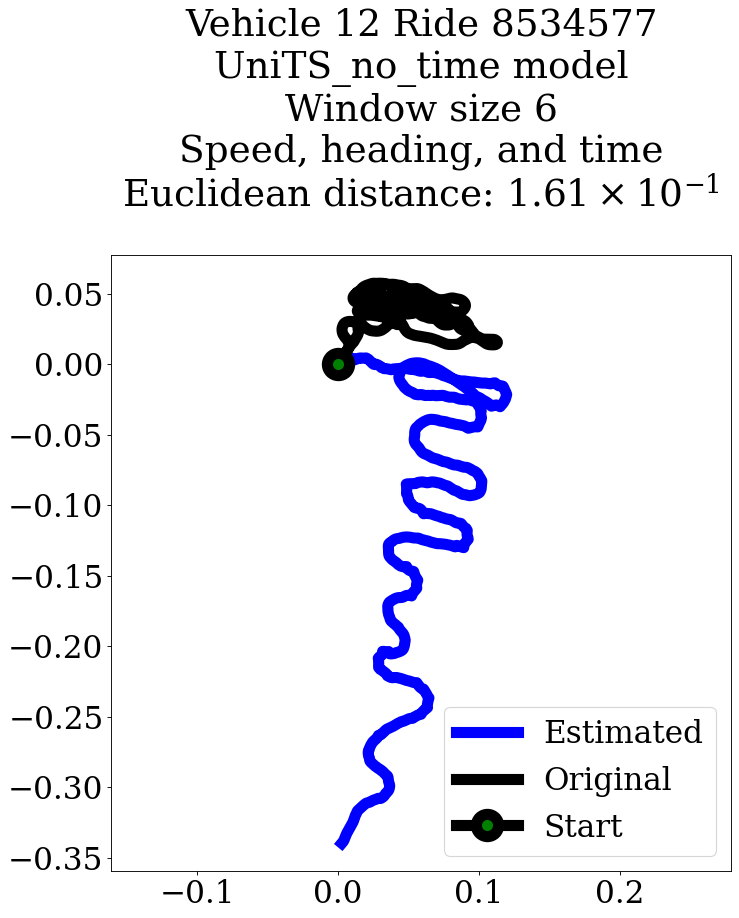 Vehicle 12 Ride 8534577
UniTS_no_time model
Window size 6
Speed, heading, and time
Euclidean distance: 1.61 × 10⁻¹
0.05
0.00
−0.05
−0.10
−0.15
−0.20
−0.25
−0.30
−0.35
−0.1
0.0
0.1
0.2
Estimated
Original
Start